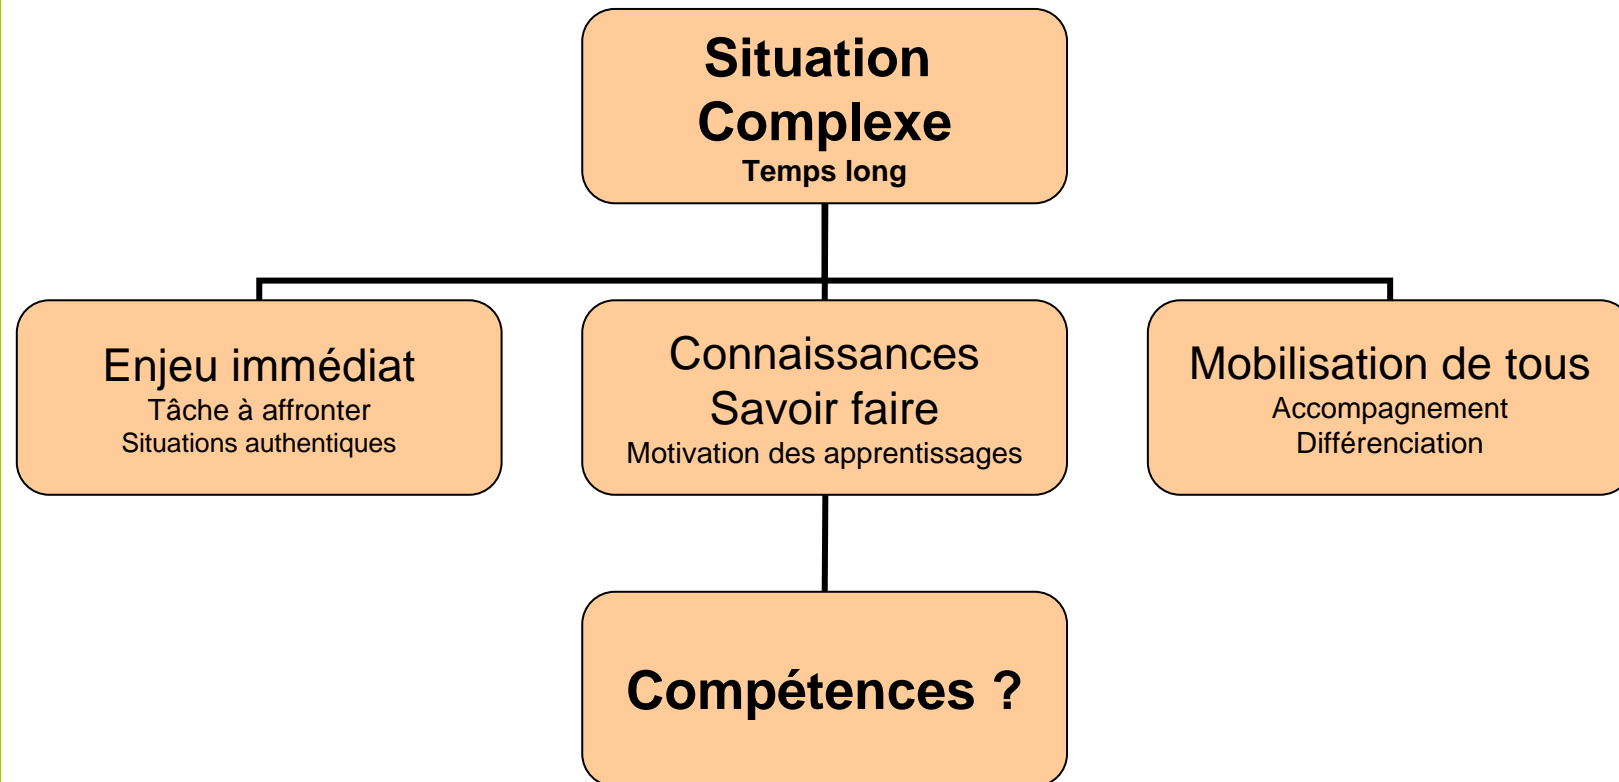 Situation
Complexe
Temps long
Enjeu immédiat
Tâche à affronter
Situations authentiques
Connaissances
Savoir faire
Motivation des apprentissages
Mobilisation de tous
Accompagnement
Différenciation
Compétences ?